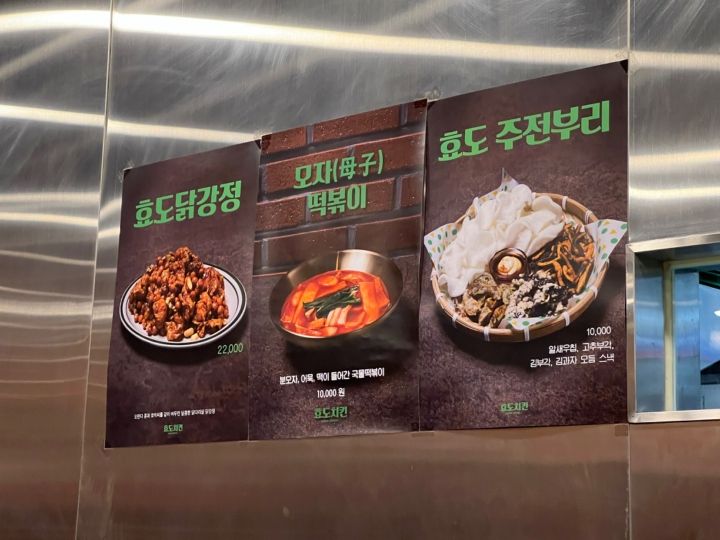 효도닭강정
22,000
효도치킨
모자(母子)
떡볶이
분모자, 어묵, 떡이 들어간 국물떡볶이
10,000 원
효도치킨
효도 주전부리
10,000
알새우칩, 고추부각,
김부각, 김과자 모듬 스낵
효도치킨